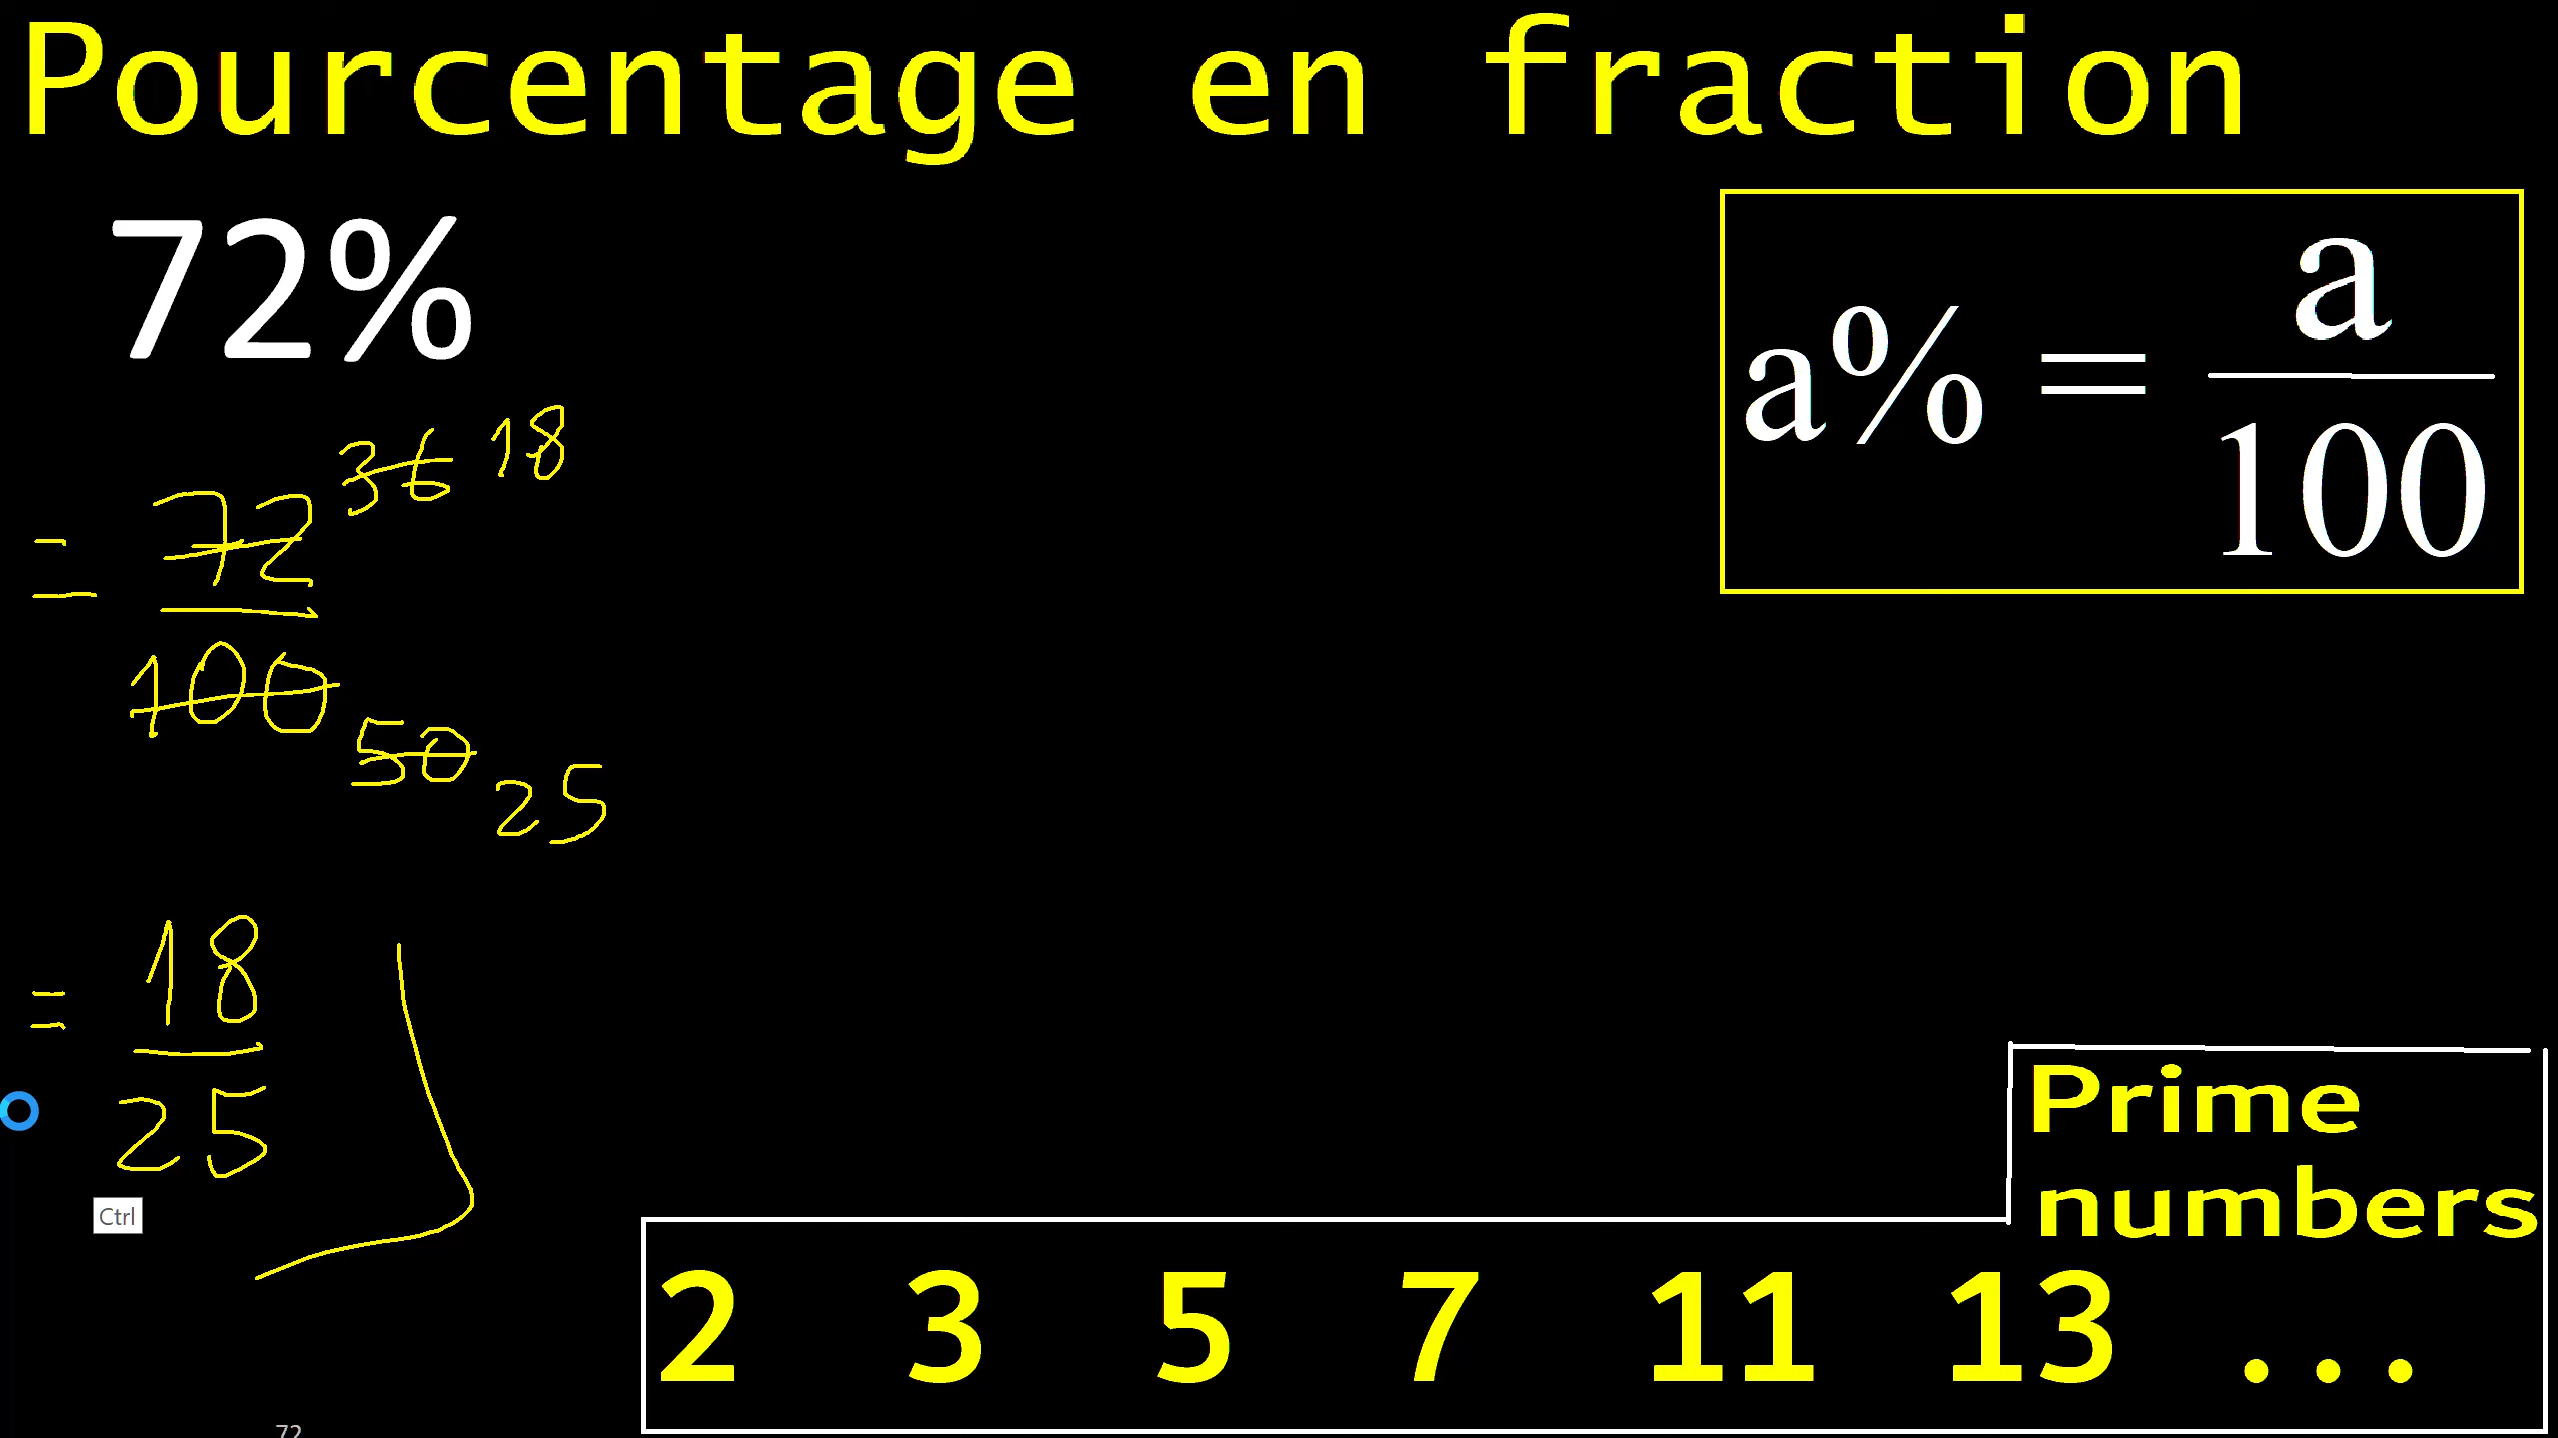 Pourcentage en fraction
72%
a% = a/100
= 72/100 36/50 18/25
= 18/25
Ctrl
Prime
numbers
2 3 5 7 11 13 ...
72